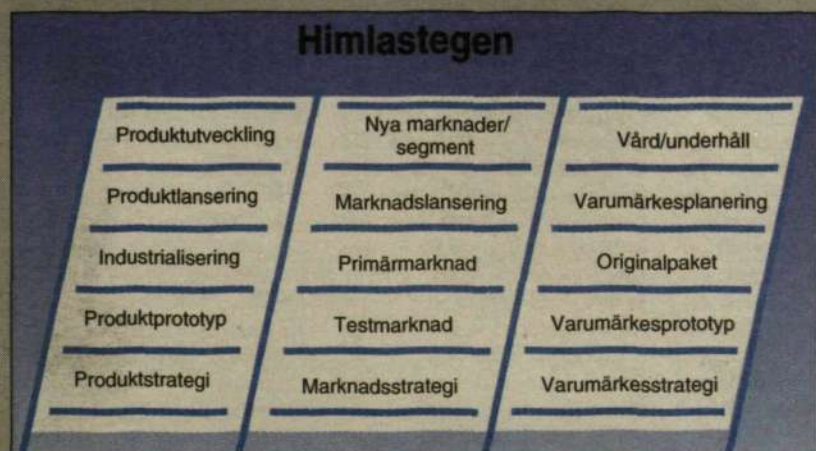 Himlastegen
Produktutveckling
Nya marknader/
segment
Vård/underhåll
Produktlansering
Marknadslansering
Varumärkesplanering
Industrialisering
Primärmarknad
Originalpaket
Produktprototyp
Testmarknad
Varumärkesprototyp
Produktstrategi
Marknadsstrategi
Varumärkesstrategi